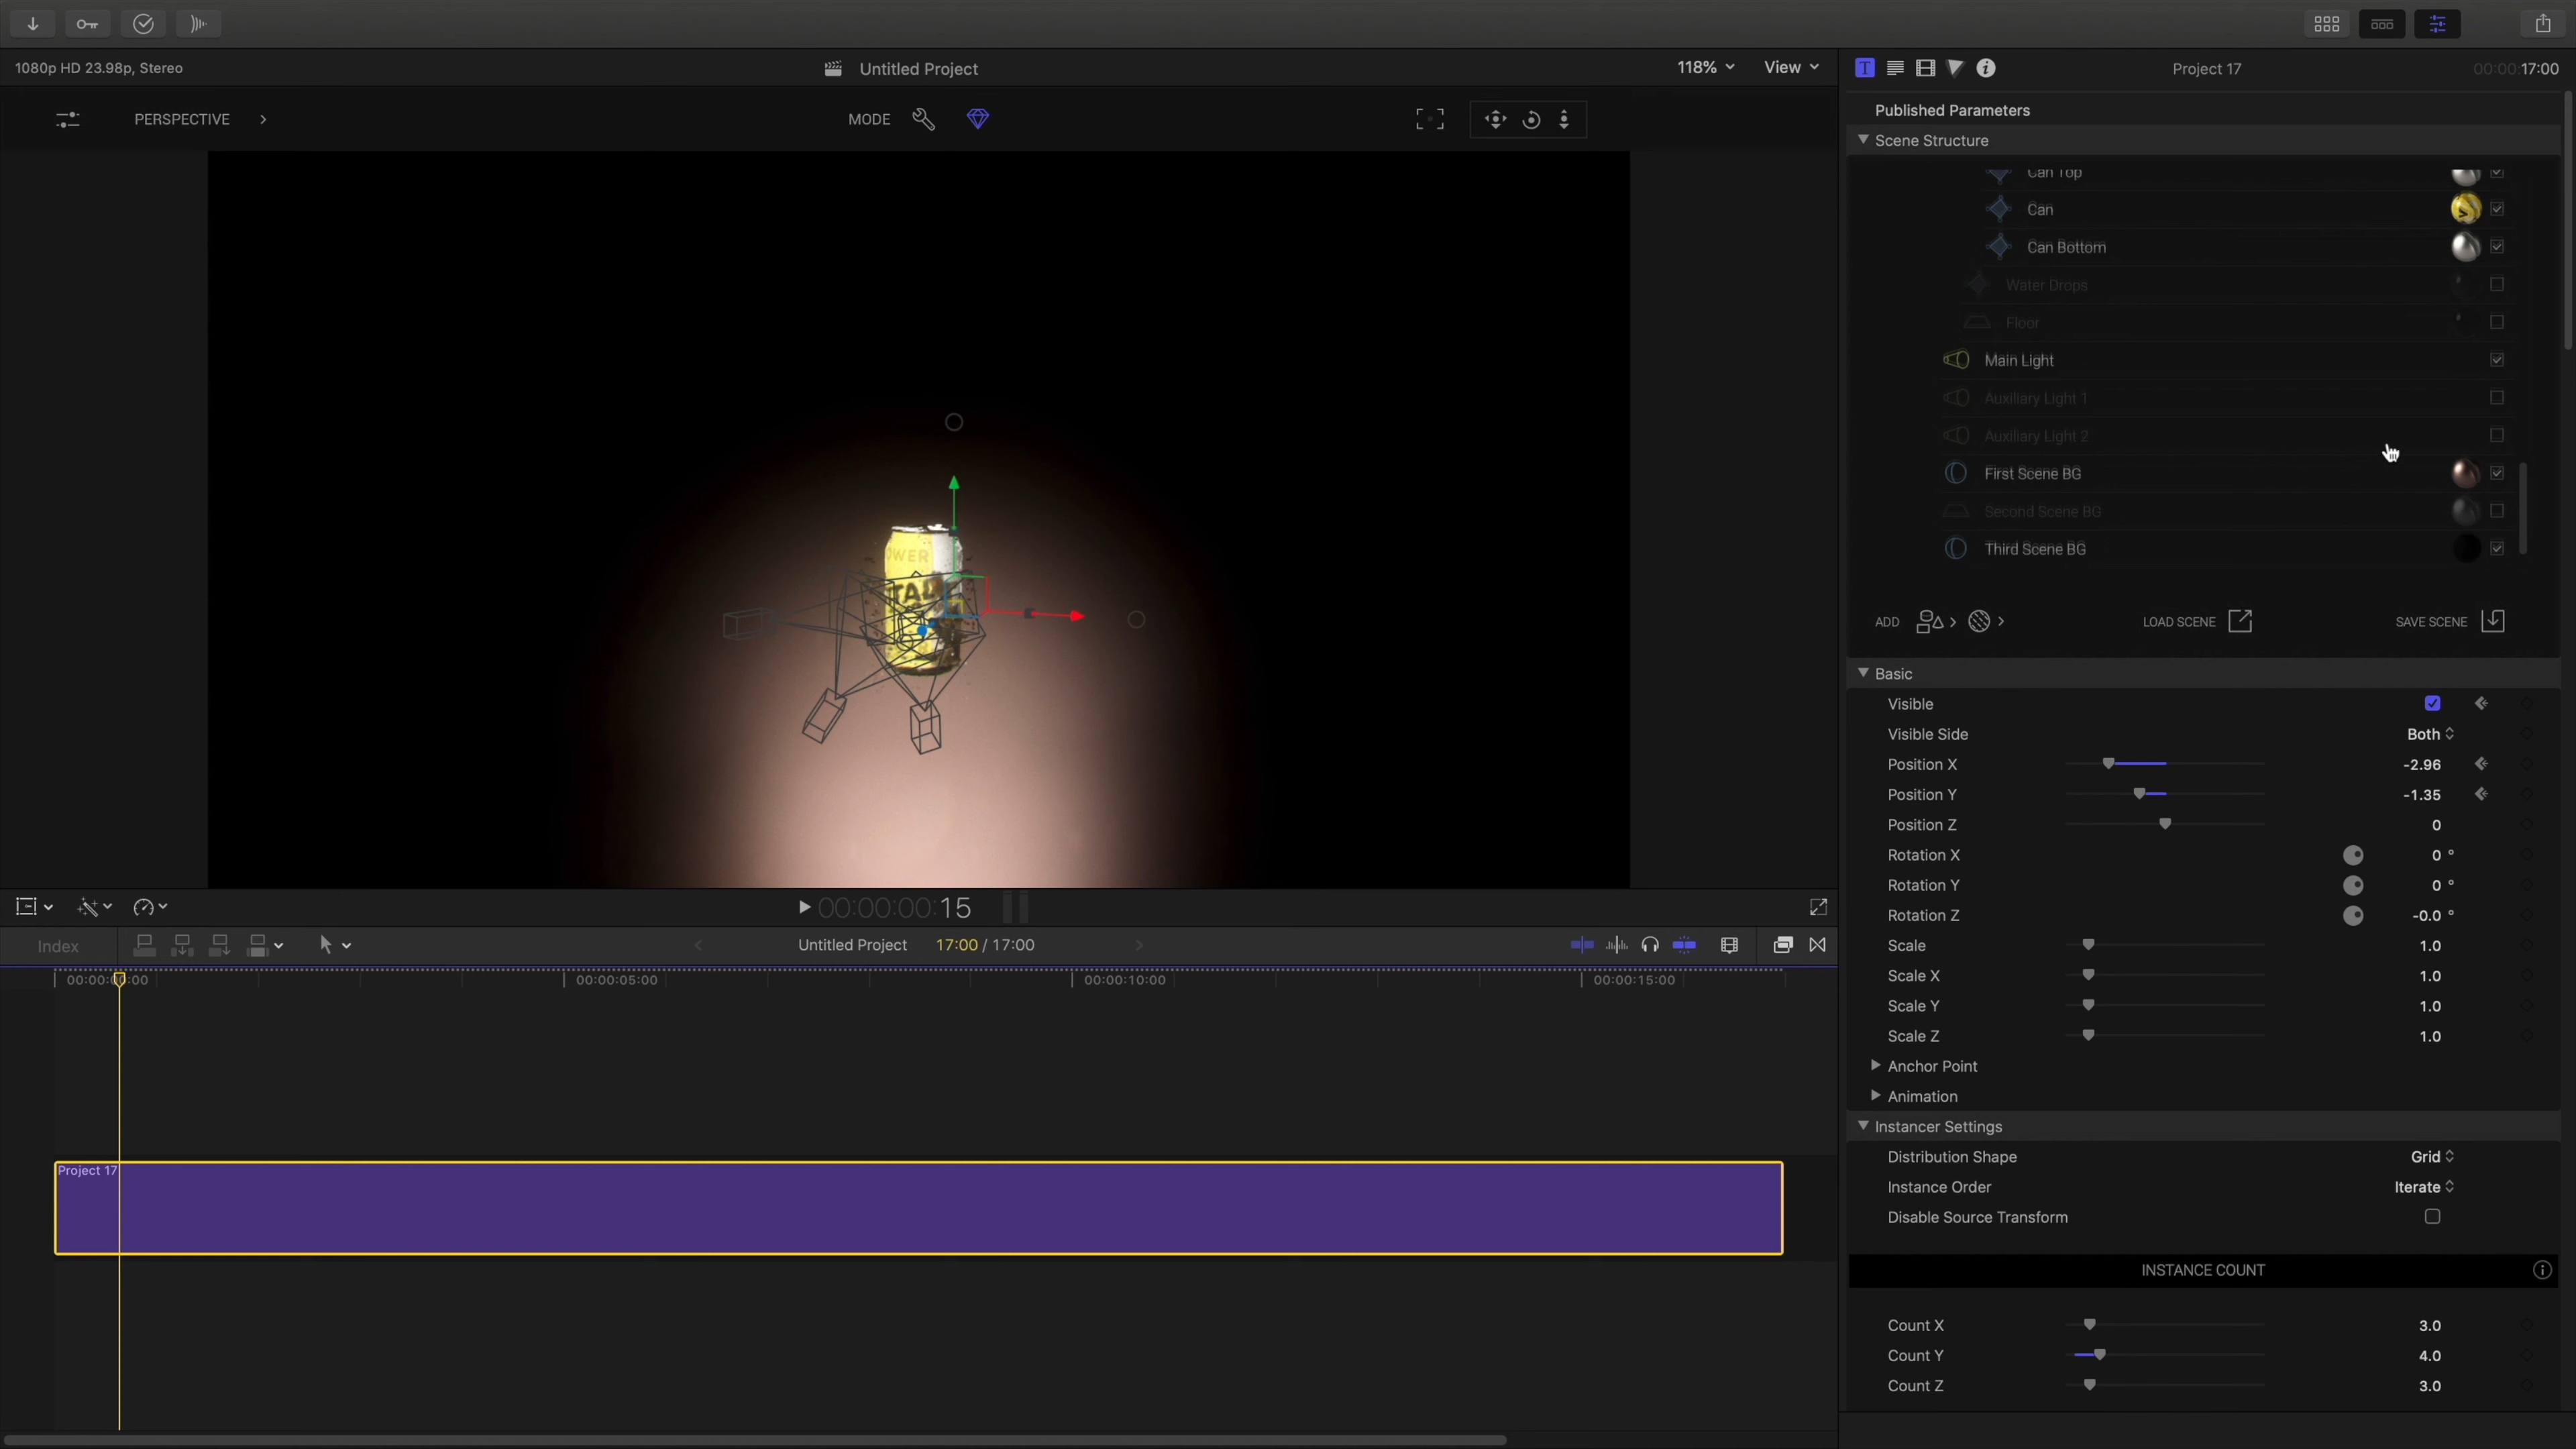 1080p HD 23.98p, Stereo
Untitled Project
118%
View
Project 17
00:00:17:00
PERSPECTIVE
MODE
Published Parameters
Scene Structure
Can Top
Can
Can Bottom
Water Drops
Floor
Main Light
Auxiliary Light 1
Auxiliary Light 2
First Scene BG
Second Scene BG
Third Scene BG
OWER
TAL
ADD
LOAD SCENE
SAVE SCENE
Basic
Visible
Visible Side Both
Position X -2.96
Position Y -1.35
Position Z 0
Rotation X 0 °
Rotation Y 0 °
Rotation Z -0.0 °
Scale 1.0
Scale X 1.0
Scale Y 1.0
Scale Z 1.0
Anchor Point
Animation
Instancer Settings
Distribution Shape Grid
Instance Order Iterate
Disable Source Transform
INSTANCE COUNT
Count X 3.0
Count Y 4.0
Count Z 3.0
00:00:00:15
Index
Untitled Project 17:00 / 17:00
00:00:00:00
00:00:05:00
00:00:10:00
00:00:15:00
Project 17